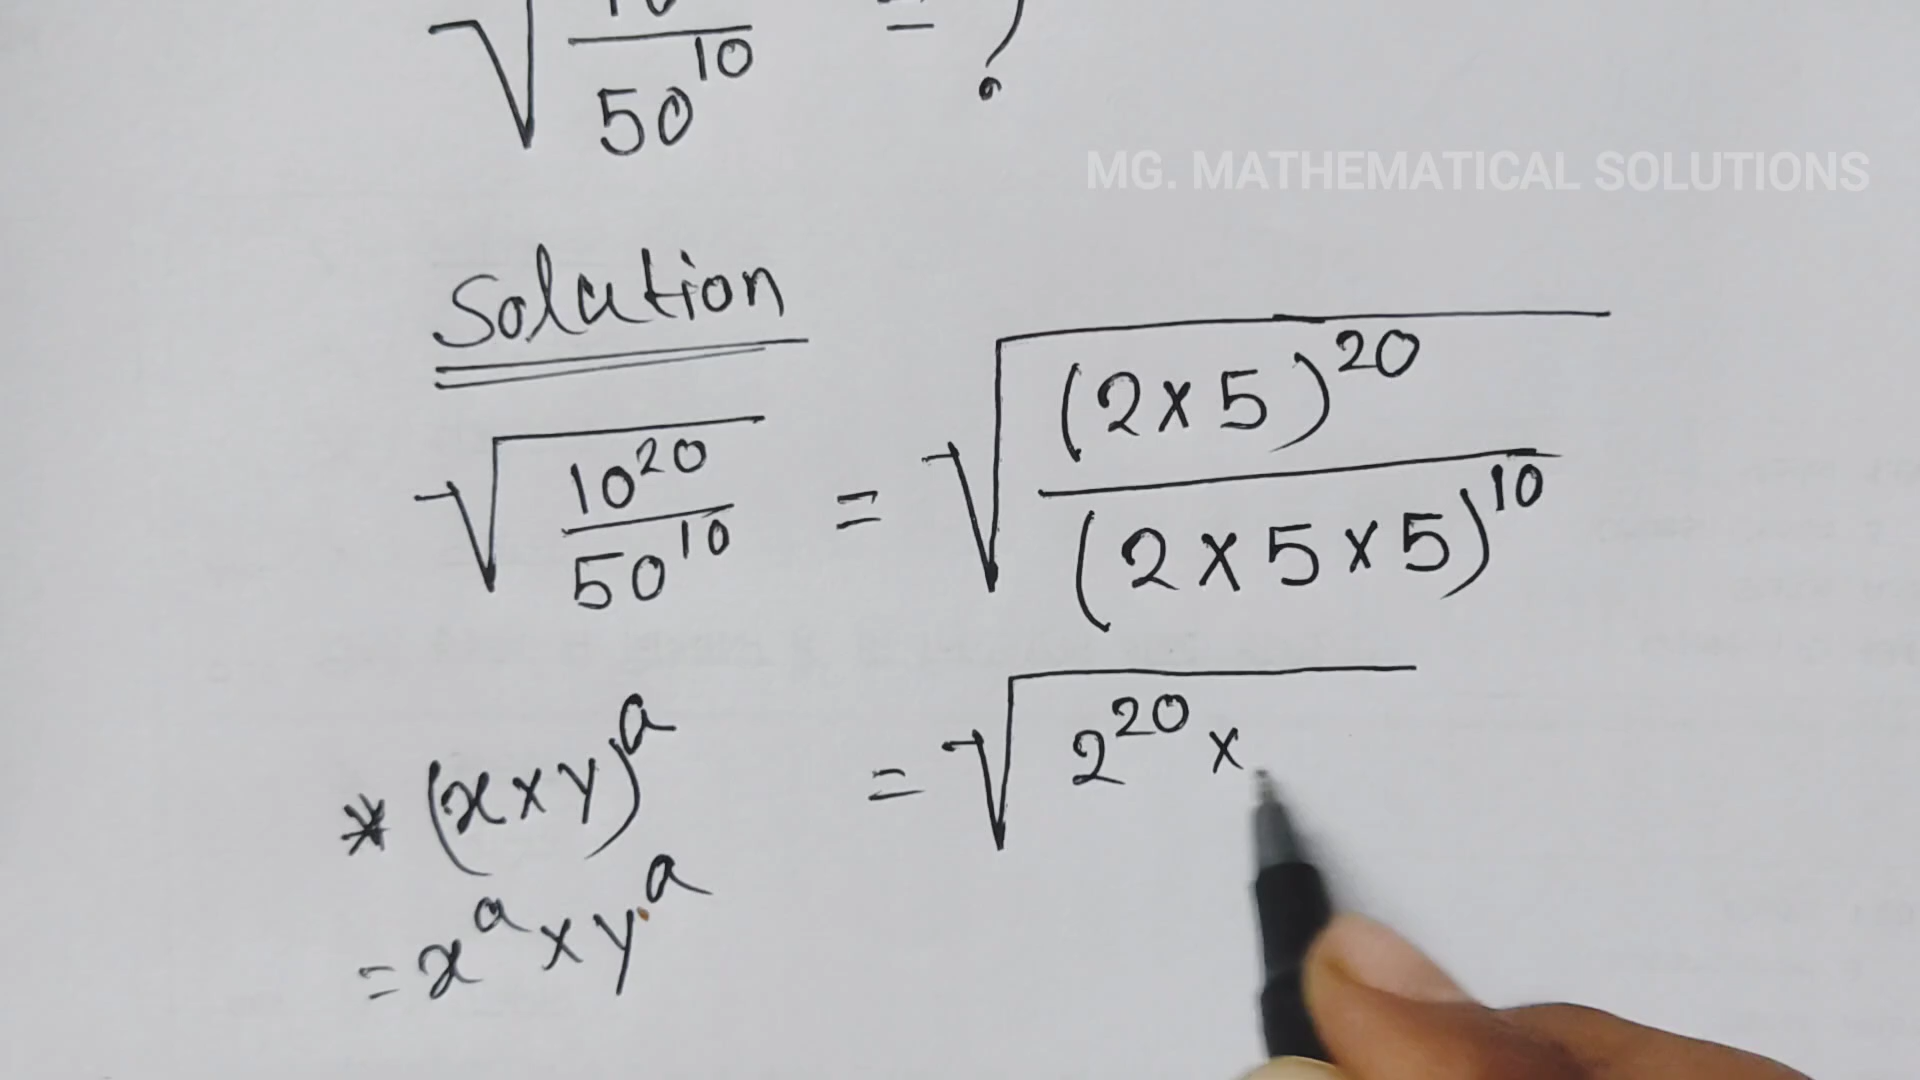 √(10/50^10) = ?
MG. MATHEMATICAL SOLUTIONS
Solution
√(10^20/50^10) = √((2×5)^20/(2×5×5)^10)
= √(2^20 ×
* (x×y)^a
= x^a × y^a